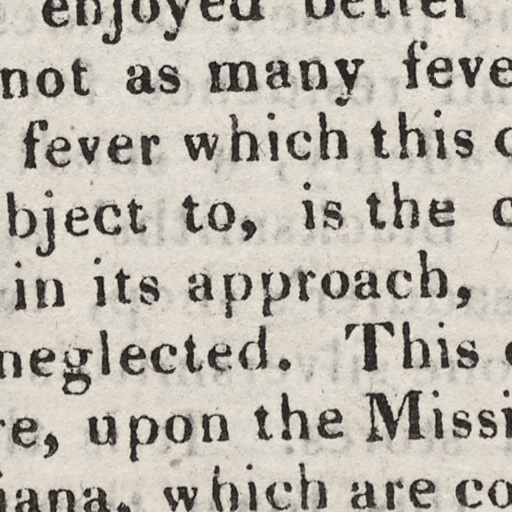 enjoyed better
not as many feve
fever which this c
bject to, is the c
in its approach,
neglected. This
re, upon the Missi
iana, which are co